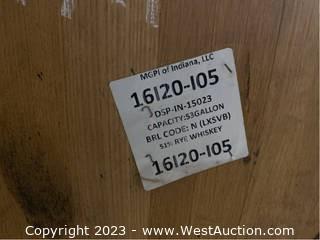 MGPI of Indiana, LLC
16I20-I05
DSP-IN-15023
CAPACITY:53GALLON
BRL CODE: N (LX5VB)
51% RYE WHISKEY
16I20-I05
Copyright 2023 - www.WestAuction.com